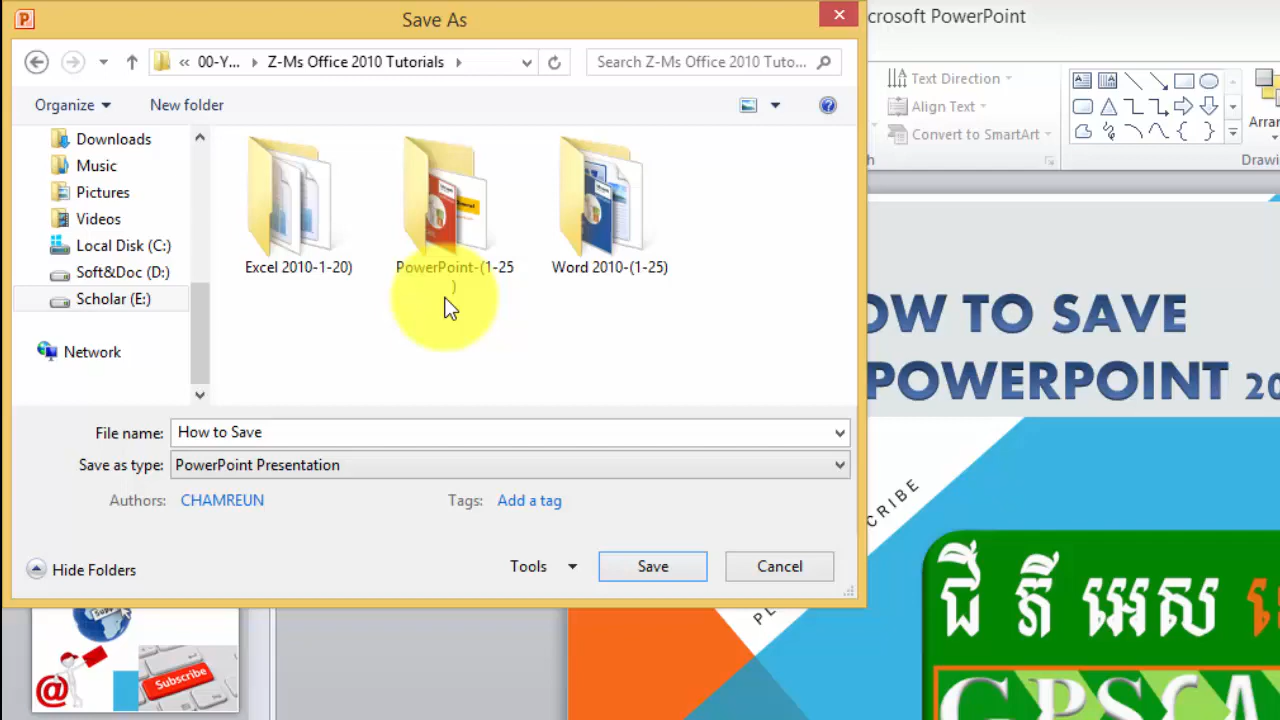 Save As
crosoft PowerPoint
« 00-Y... Z-Ms Office 2010 Tutorials
Search Z-Ms Office 2010 Tuto...
Organize
New folder
Text Direction
Align Text
Convert to SmartArt
Arran
Drawi
Downloads
Music
Pictures
Videos
Local Disk (C:)
Soft&Doc (D:)
Scholar (E:)
Network
Excel 2010-1-20)
PowerPoint-(1-25
)
Word 2010-(1-25)
OW TO SAVE
POWERPOINT 20
File name: How to Save
Save as type: PowerPoint Presentation
Authors: CHAMREUN
Tags: Add a tag
Hide Folders
Tools
Save
Cancel
CRIBE
PL
ជី ភី អេស
GPSCA
Subscribe